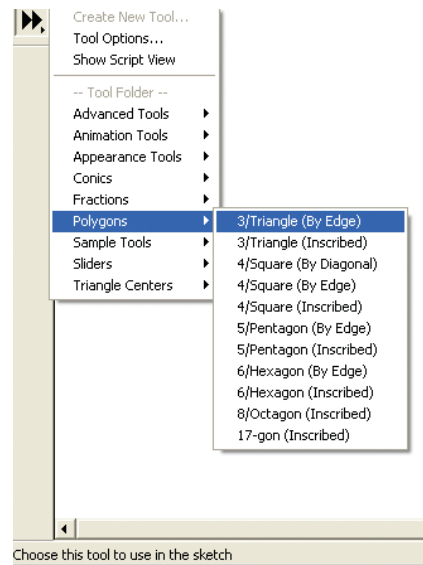 Create New Tool...
Tool Options...
Show Script View
-- Tool Folder --
Advanced Tools
Animation Tools
Appearance Tools
Conics
Fractions
Polygons
Sample Tools
Sliders
Triangle Centers
3/Triangle (By Edge)
3/Triangle (Inscribed)
4/Square (By Diagonal)
4/Square (By Edge)
4/Square (Inscribed)
5/Pentagon (By Edge)
5/Pentagon (Inscribed)
6/Hexagon (By Edge)
6/Hexagon (Inscribed)
8/Octagon (Inscribed)
17-gon (Inscribed)
Choose this tool to use in the sketch